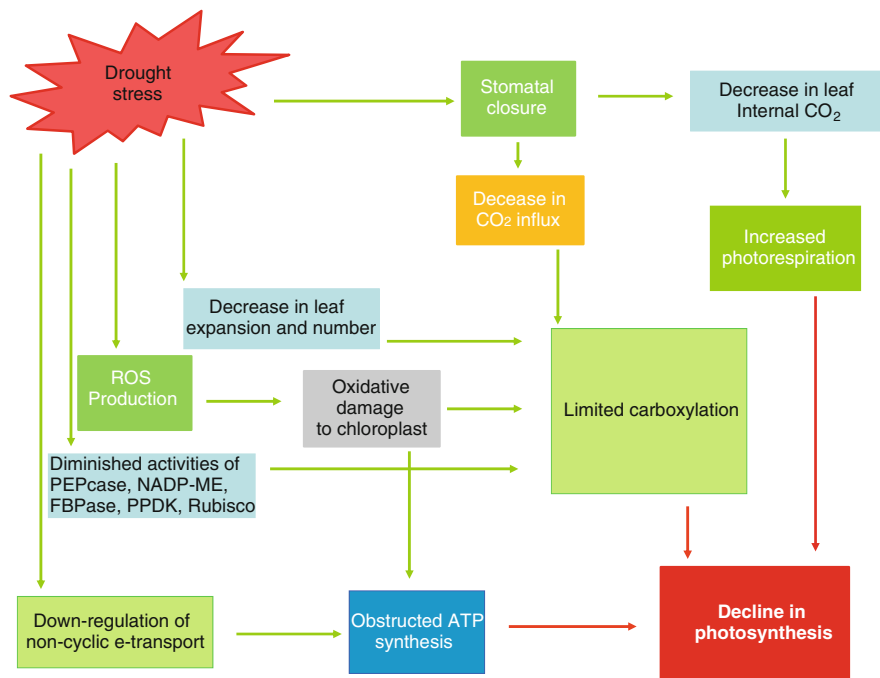 Drought
stress
Stomatal
closure
Decrease in leaf
Internal CO₂
Decease in
CO₂ influx
Increased
photorespiration
Decrease in leaf
expansion and number
ROS
Production
Oxidative
damage
to chloroplast
Limited carboxylation
Diminished activities of
PEPcase, NADP-ME,
FBPase, PPDK, Rubisco
Down-regulation of
non-cyclic e-transport
Obstructed ATP
synthesis
Decline in
photosynthesis